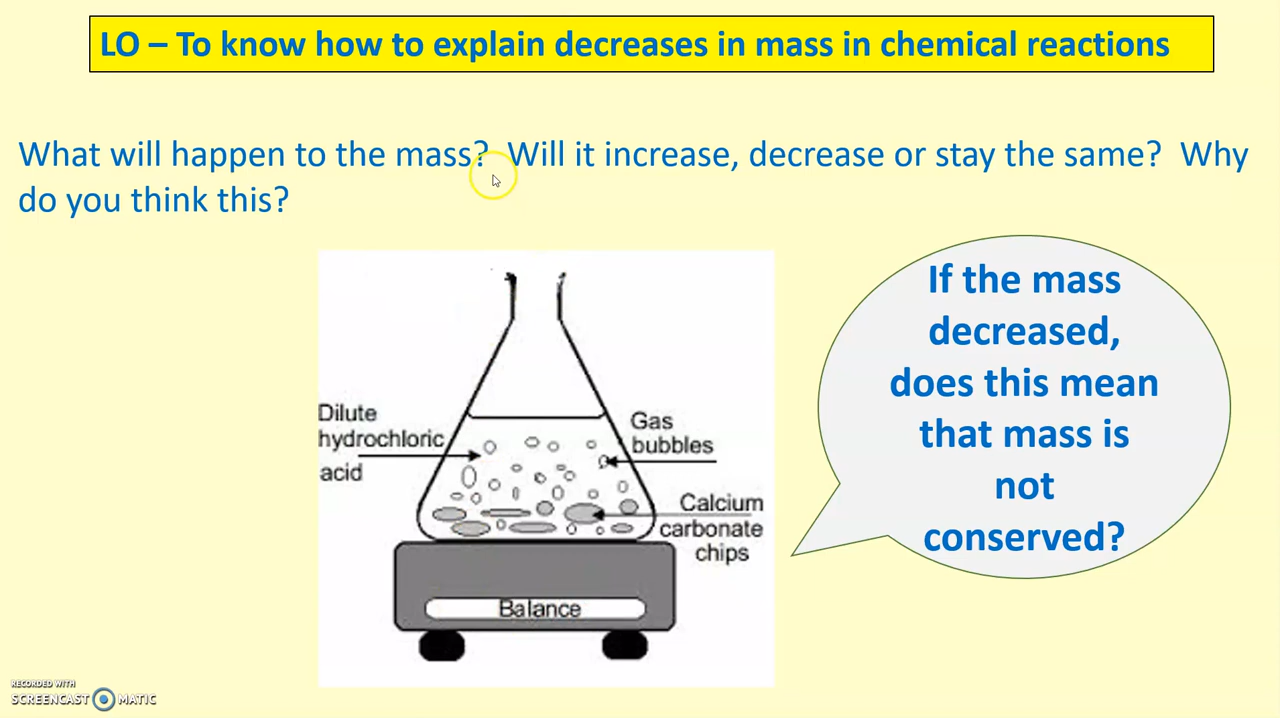 LO – To know how to explain decreases in mass in chemical reactions
What will happen to the mass? Will it increase, decrease or stay the same? Why
do you think this?
If the mass
decreased,
does this mean
that mass is
not
conserved?
Dilute
hydrochloric
acid
Gas
bubbles
Calcium
carbonate
chips
Balance
RECORDED WITH
SCREENCAST MATIC